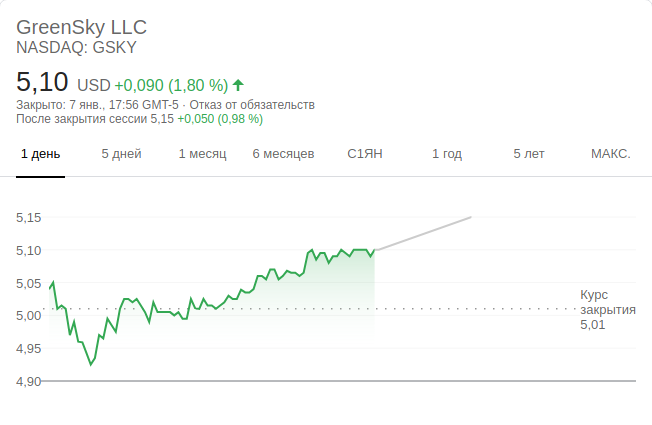 GreenSky LLC
NASDAQ: GSKY
5,10 USD +0,090 (1,80 %)
Закрыто: 7 янв., 17:56 GMT-5 · Отказ от обязательств
После закрытия сессии 5,15 +0,050 (0,98 %)
1 день 5 дней 1 месяц 6 месяцев С1ЯН 1 год 5 лет МАКС.
5,15
5,10
5,05
5,00
4,95
4,90
Курс
закрытия
5,01